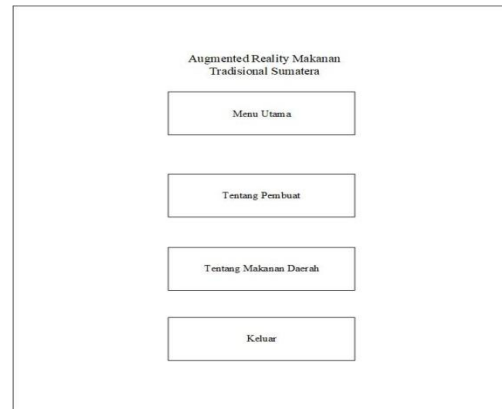 Augmented Reality Makanan
Tradisional Sumatera
Menu Utama
Tentang Pembuat
Tentang Makanan Daerah
Keluar